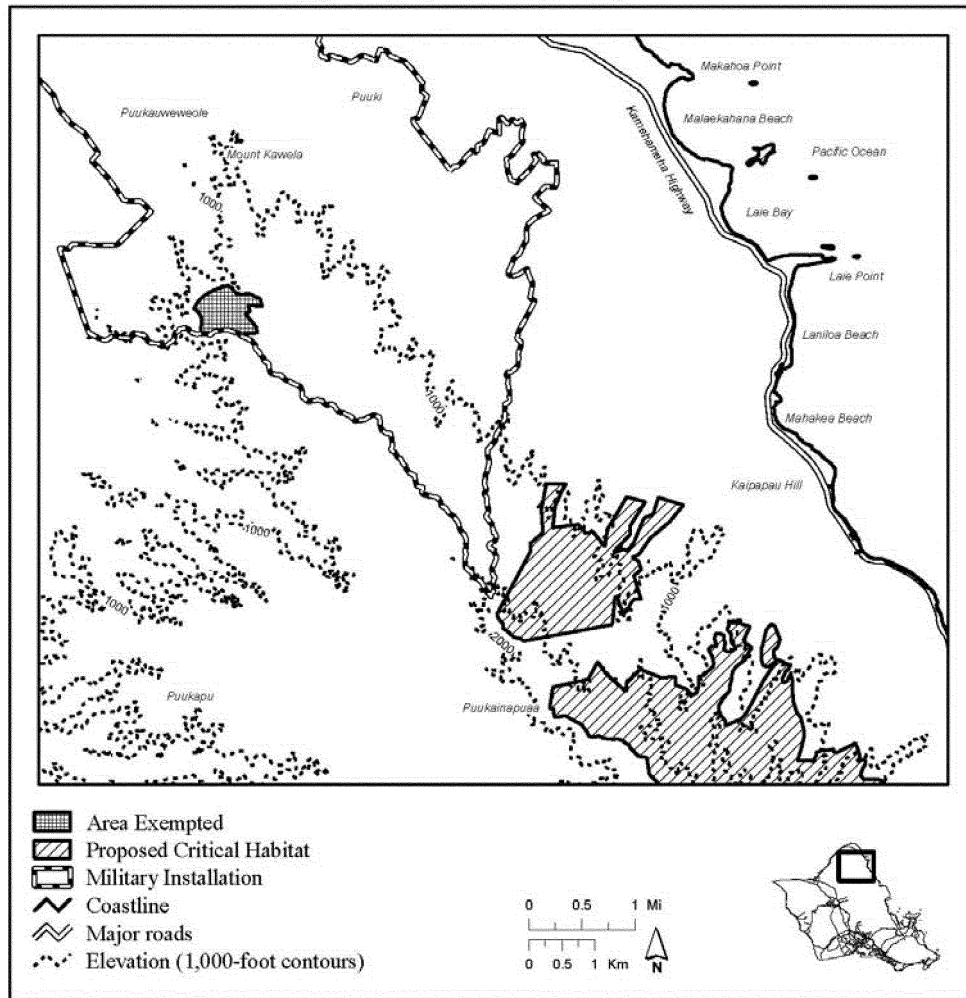 Makahoa Point
Puuki
Puukauweweole
Malaekahana Beach
Kamehameha Highway
Mount Kawela
Pacific Ocean
1000
Laie Bay
Laie Point
Laniloa Beach
1000
Mahakea Beach
Kaipapau Hill
1000
1000
1000
2000
Puukapu
Puukainapuaa
Area Exempted
Proposed Critical Habitat
Military Installation
Coastline
Major roads
Elevation (1,000-foot contours)
0 0.5 1 Mi
0 0.5 1 Km
N